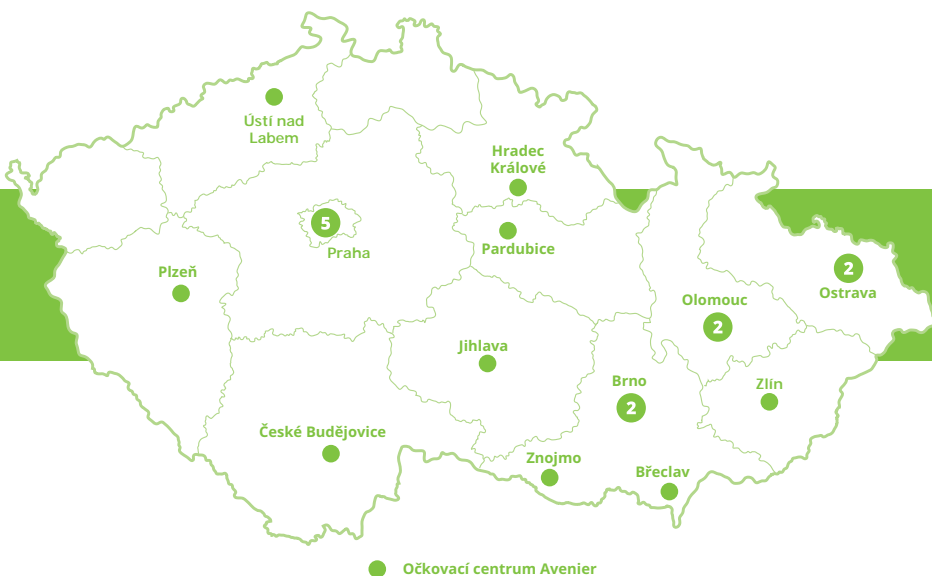 Ústí nad
Labem
Hradec
Králové
5
Praha
Pardubice
Plzeň
2
Ostrava
Olomouc
2
Jihlava
Brno
2
Zlín
České Budějovice
Znojmo
Břeclav
Očkovací centrum Avenier